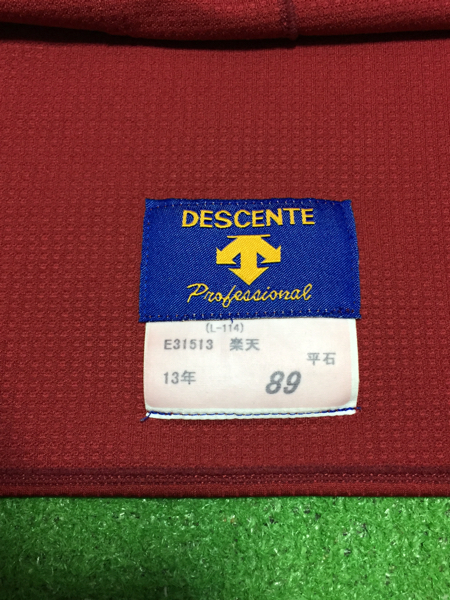 DESCENTE
Professional
(L-114)
E31513 楽天
平石
13年 89